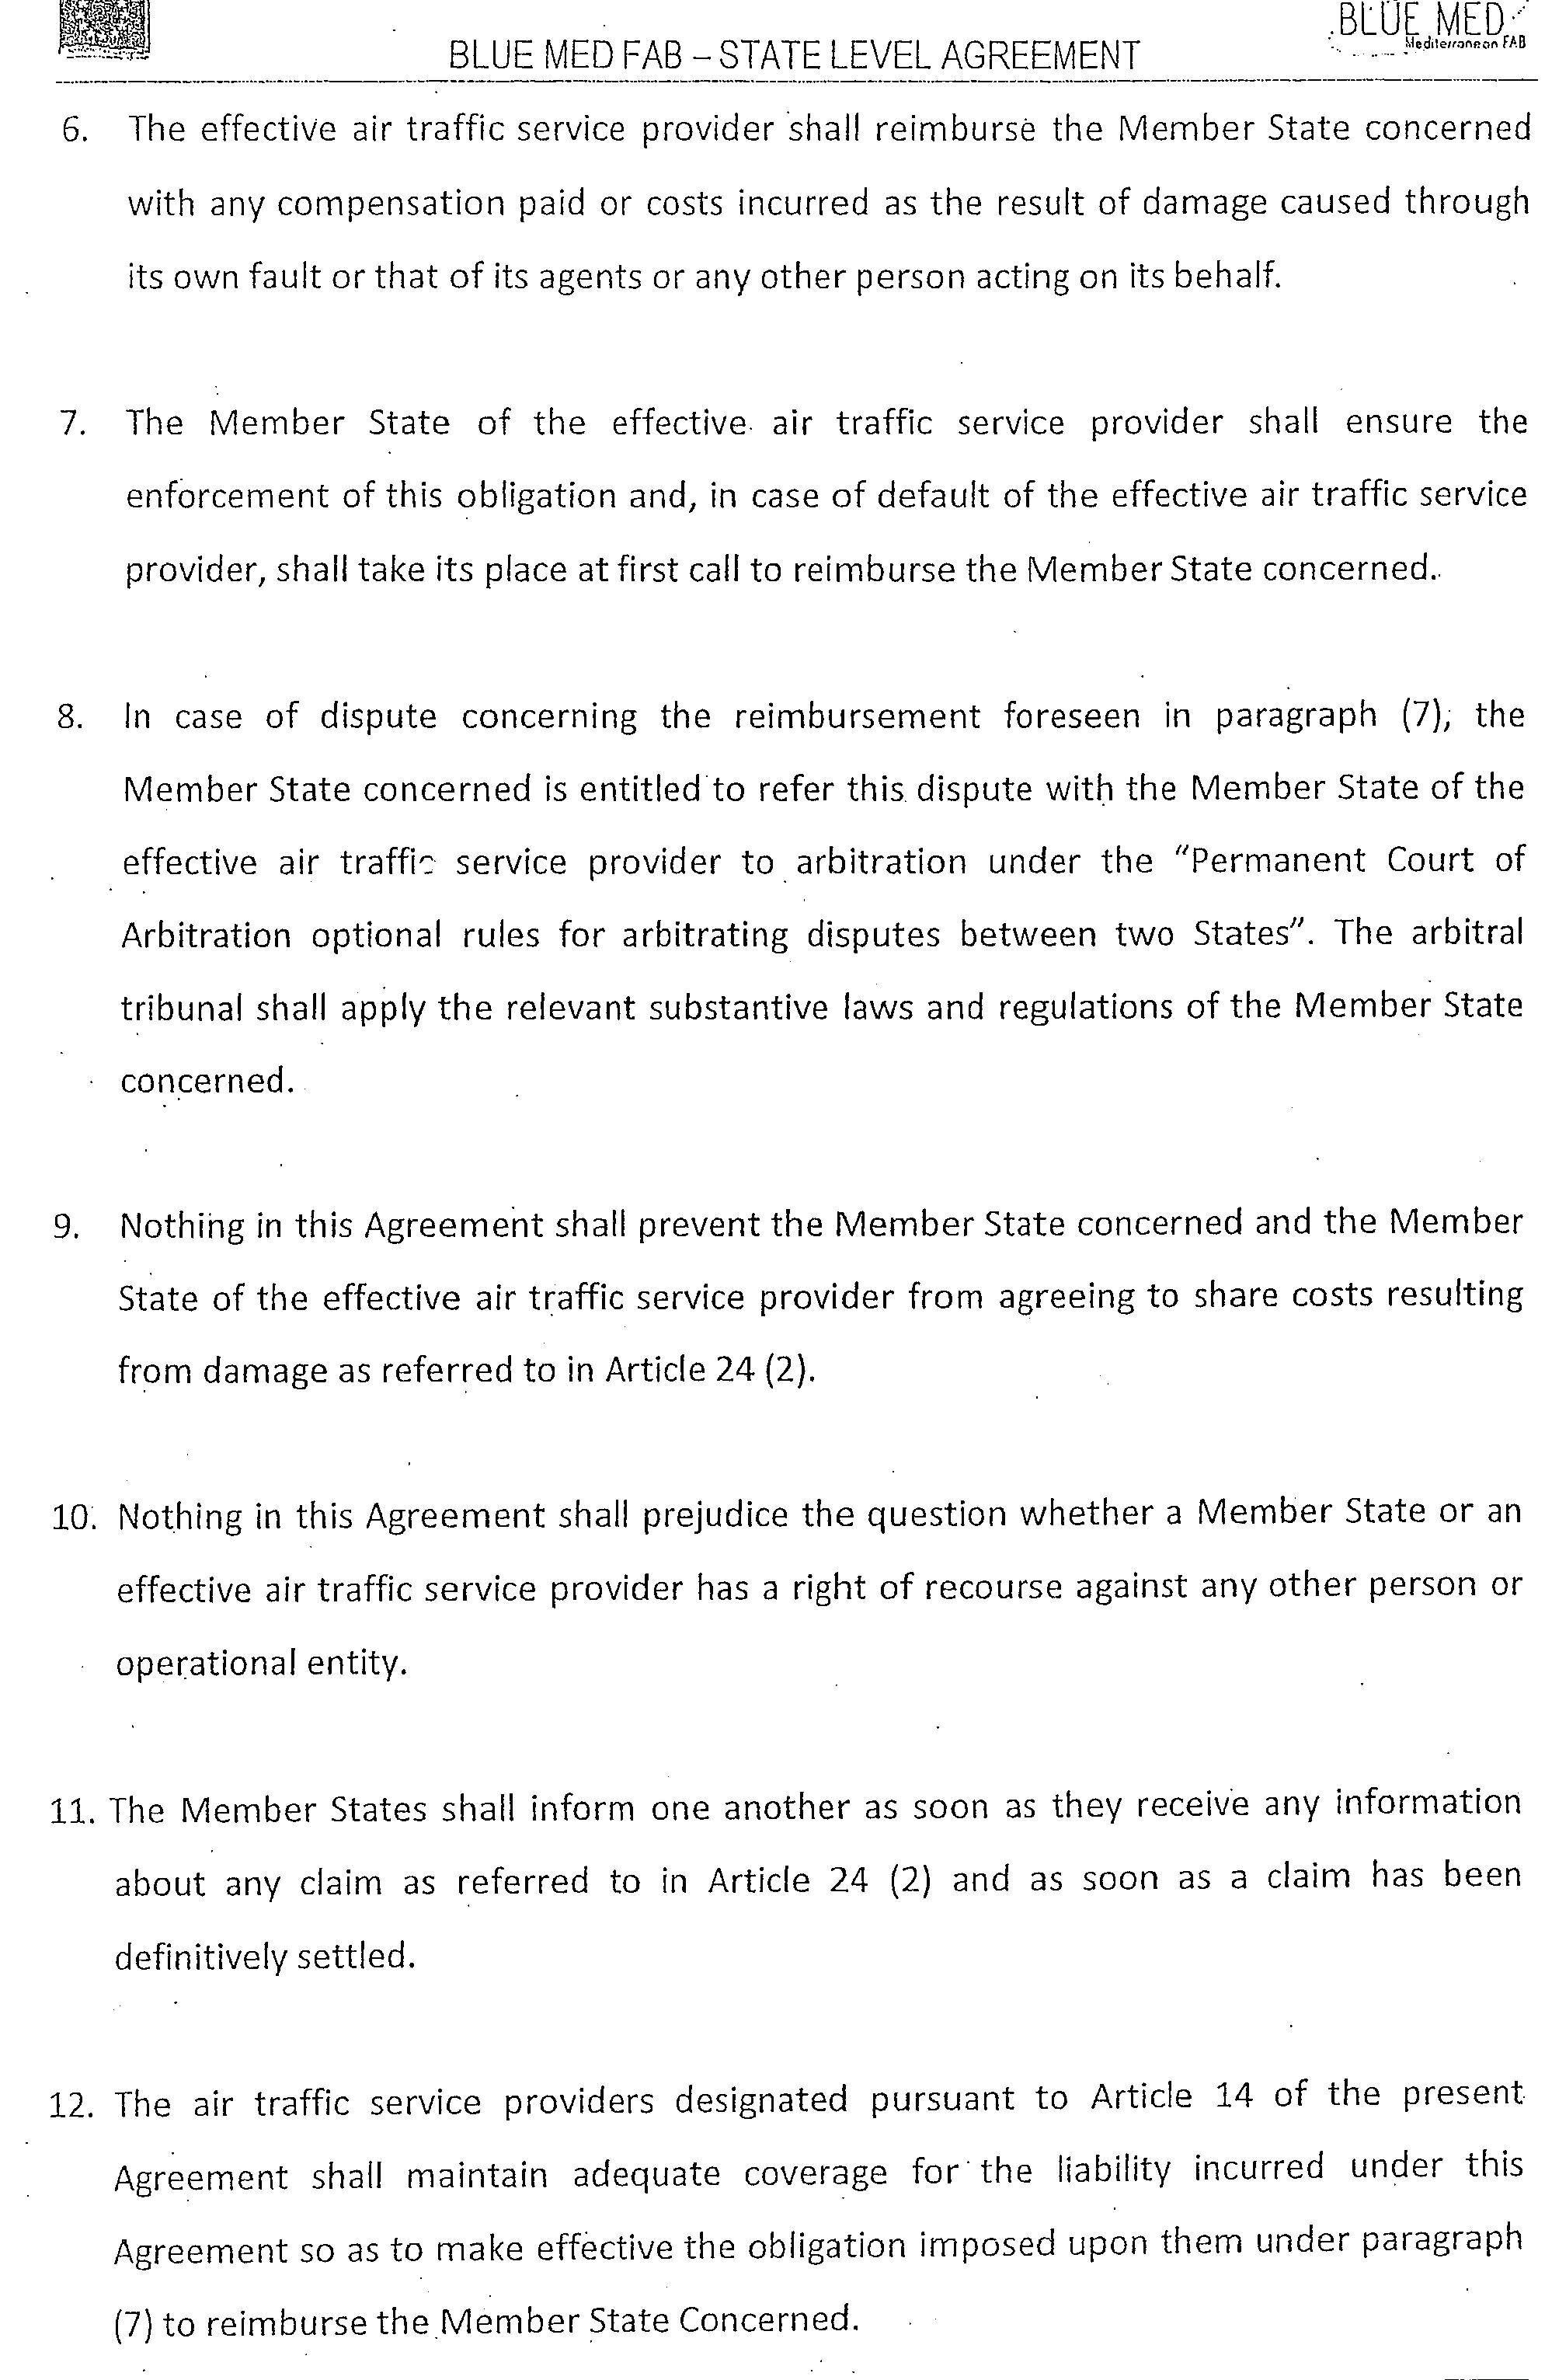 BLUE MED
Mediterranean FAB
BLUE MED FAB – STATE LEVEL AGREEMENT
6. The effective air traffic service provider shall reimburse the Member State concerned
with any compensation paid or costs incurred as the result of damage caused through
its own fault or that of its agents or any other person acting on its behalf.
7. The Member State of the effective air traffic service provider shall ensure the
enforcement of this obligation and, in case of default of the effective air traffic service
provider, shall take its place at first call to reimburse the Member State concerned.
8. In case of dispute concerning the reimbursement foreseen in paragraph (7), the
Member State concerned is entitled to refer this dispute with the Member State of the
effective air traffic service provider to arbitration under the “Permanent Court of
Arbitration optional rules for arbitrating disputes between two States”. The arbitral
tribunal shall apply the relevant substantive laws and regulations of the Member State
concerned.
9. Nothing in this Agreement shall prevent the Member State concerned and the Member
State of the effective air traffic service provider from agreeing to share costs resulting
from damage as referred to in Article 24 (2).
10. Nothing in this Agreement shall prejudice the question whether a Member State or an
effective air traffic service provider has a right of recourse against any other person or
operational entity.
11. The Member States shall inform one another as soon as they receive any information
about any claim as referred to in Article 24 (2) and as soon as a claim has been
definitively settled.
12. The air traffic service providers designated pursuant to Article 14 of the present
Agreement shall maintain adequate coverage for the liability incurred under this
Agreement so as to make effective the obligation imposed upon them under paragraph
(7) to reimburse the Member State Concerned.